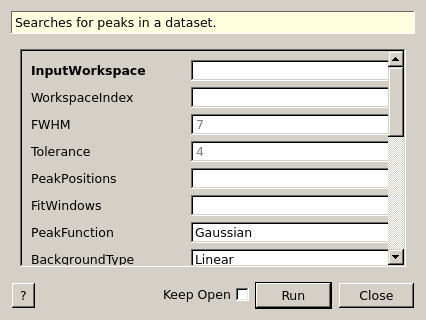 Searches for peaks in a dataset.
InputWorkspace
WorkspaceIndex
FWHM 7
Tolerance 4
PeakPositions
FitWindows
PeakFunction Gaussian
BackgroundType Linear
? Keep Open Run Close